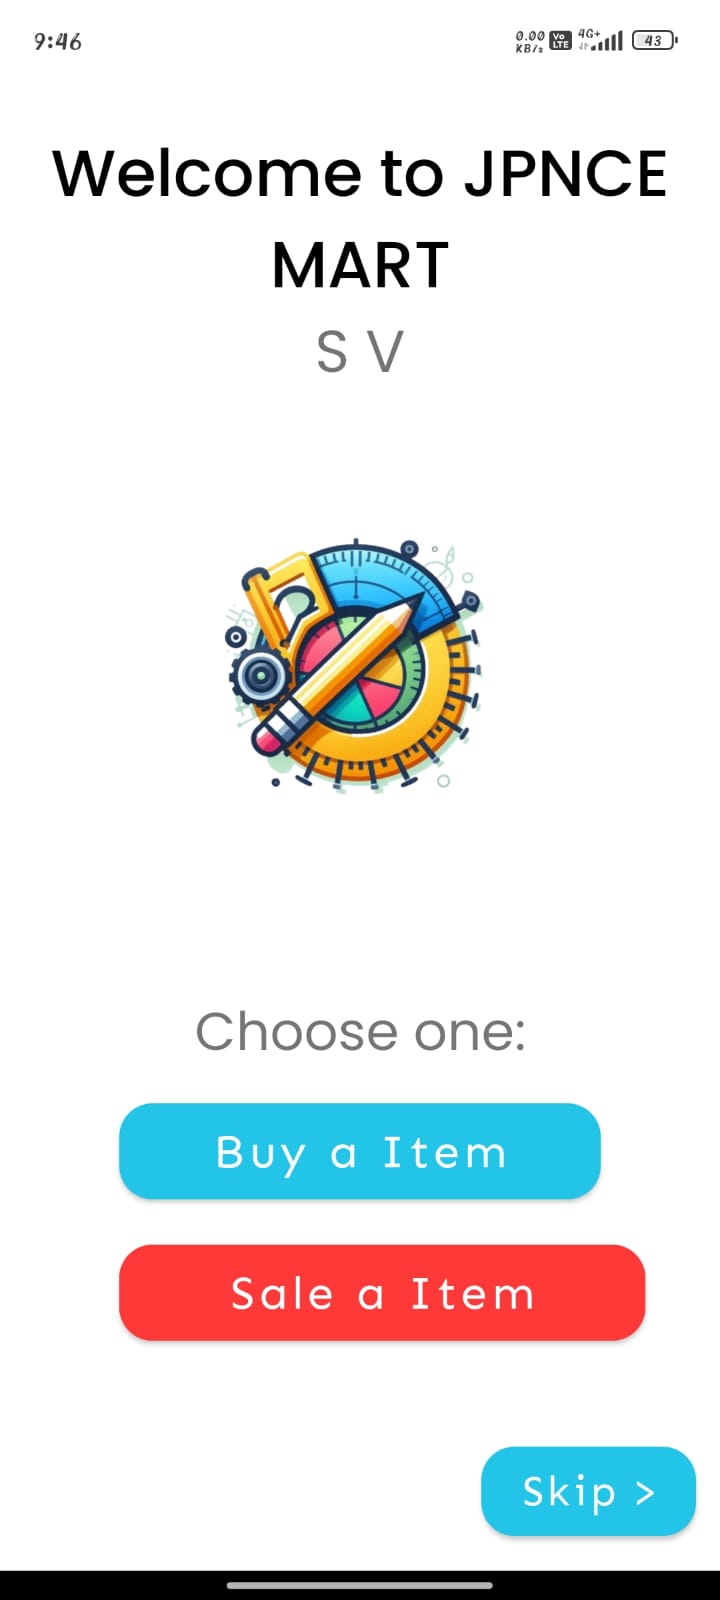 9:46
0.00 KB/s Vo LTE 4G+ 43
Welcome to JPNCE
MART
S V
Choose one:
Buy a Item
Sale a Item
Skip >